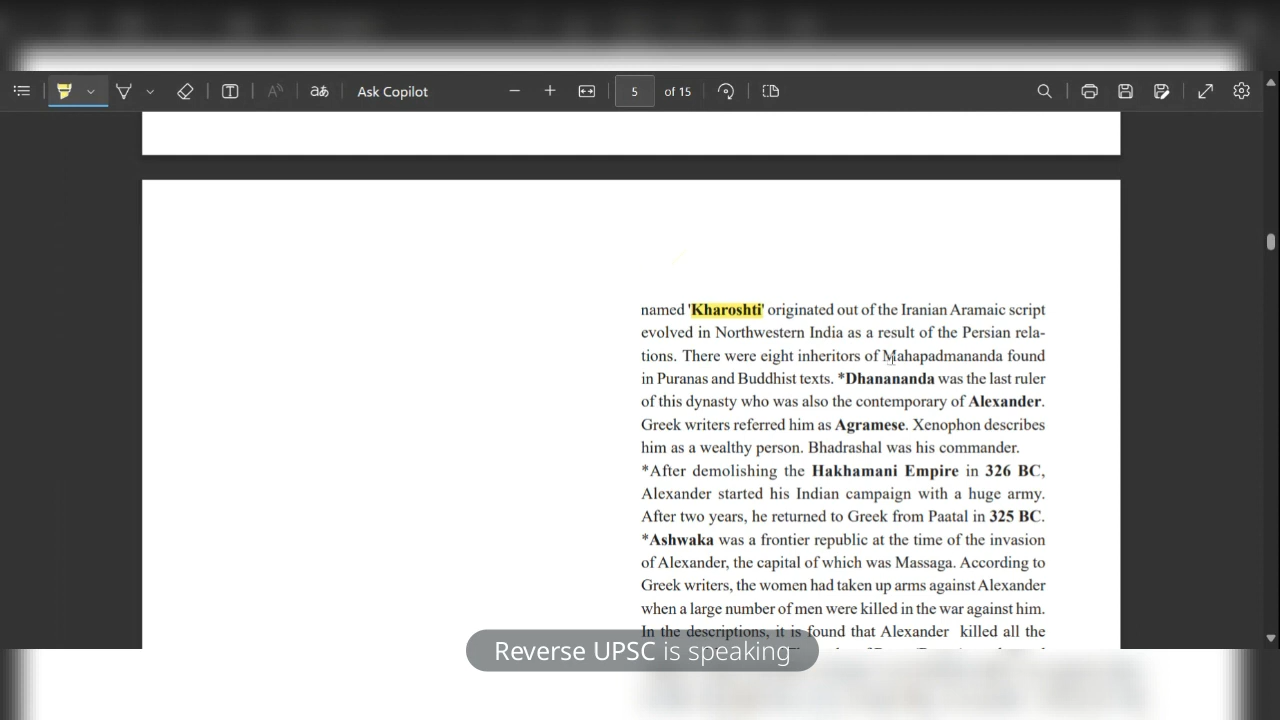 Ask Copilot
5 of 15
named 'Kharoshti' originated out of the Iranian Aramaic script
evolved in Northwestern India as a result of the Persian rela-
tions. There were eight inheritors of Mahapadmananda found
in Puranas and Buddhist texts. *Dhanananda was the last ruler
of this dynasty who was also the contemporary of Alexander.
Greek writers referred him as Agramese. Xenophon describes
him as a wealthy person. Bhadrashal was his commander.
*After demolishing the Hakhamani Empire in 326 BC,
Alexander started his Indian campaign with a huge army.
After two years, he returned to Greek from Paatal in 325 BC.
*Ashwaka was a frontier republic at the time of the invasion
of Alexander, the capital of which was Massaga. According to
Greek writers, the women had taken up arms against Alexander
when a large number of men were killed in the war against him.
In the descriptions, it is found that Alexander killed all the
Reverse UPSC is speaking